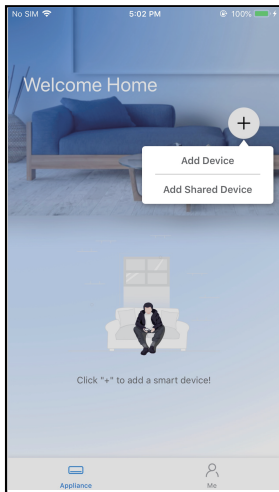 No SIM 5:02 PM 100%
Welcome Home
+
Add Device
Add Shared Device
Click "+" to add a smart device!
Appliance Me